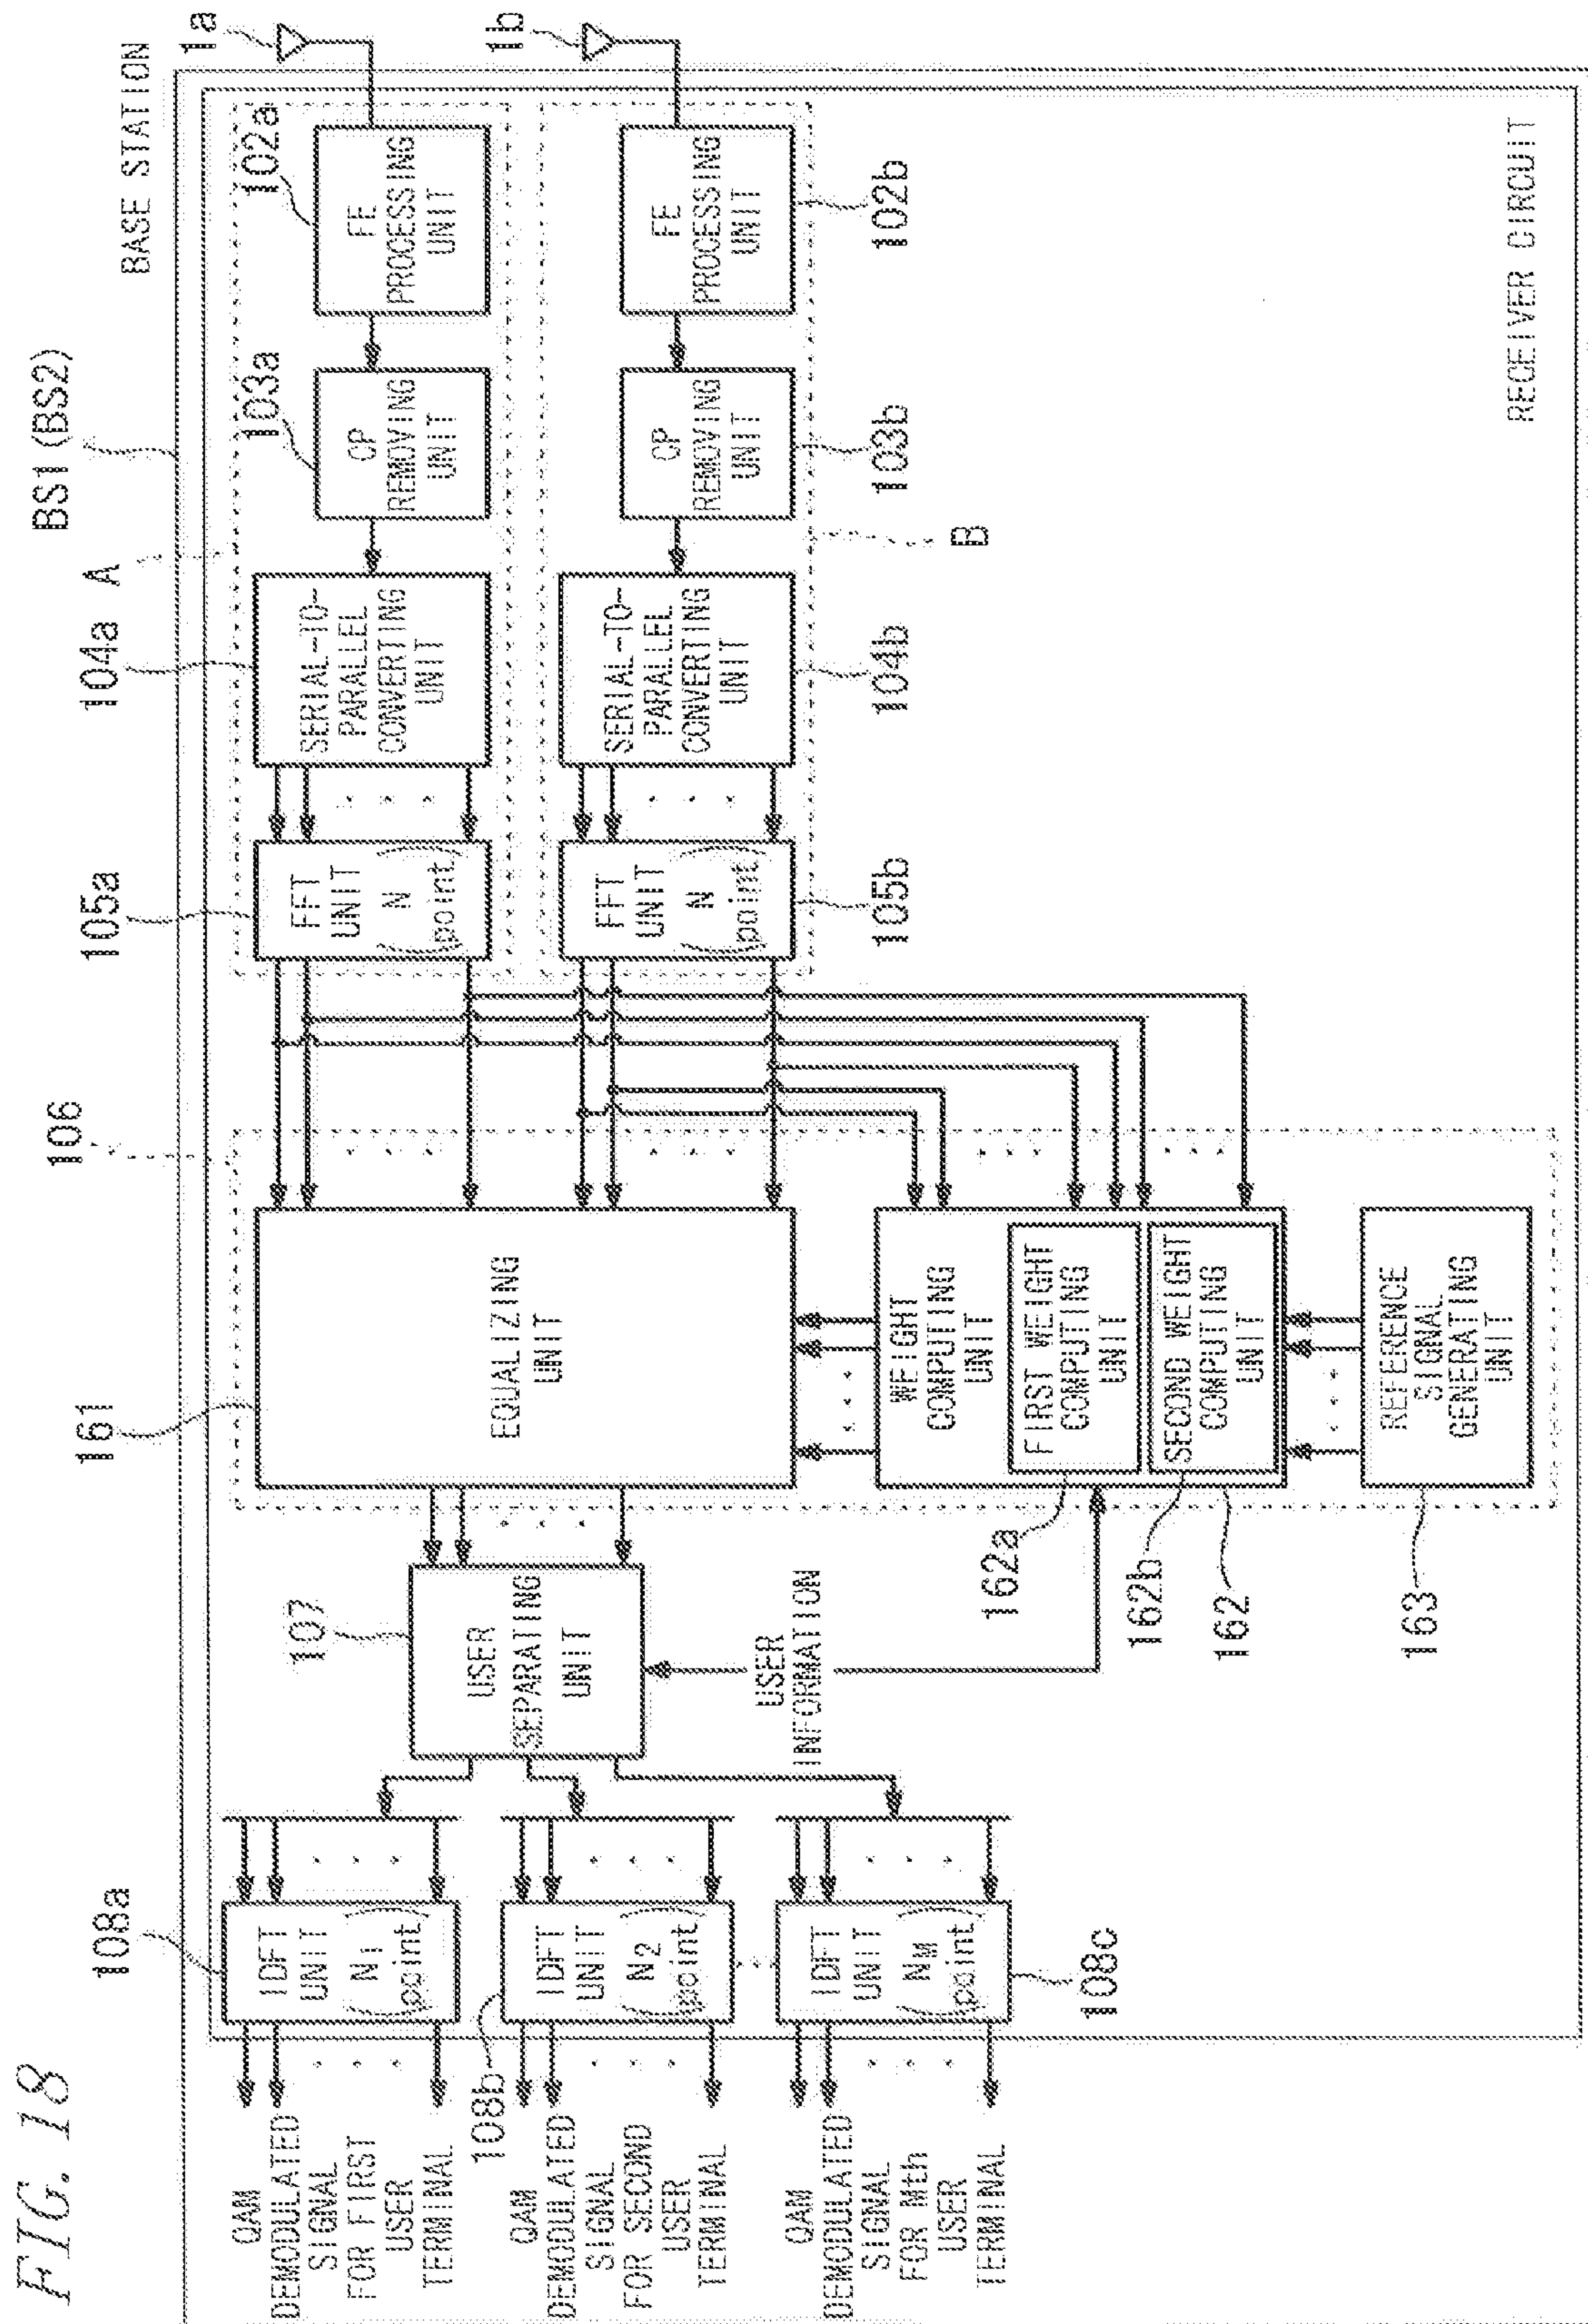 FIG. 18
BS1(BS2)
BASE STATION
1a
1b
A
B
102a
FE
PROCESSING
UNIT
103a
CP
REMOVING
UNIT
104a
SERIAL-TO-
PARALLEL
CONVERTING
UNIT
105a
FFT
UNIT
(N
point)
FE
PROCESSING
UNIT
102b
CP
REMOVING
UNIT
103b
SERIAL-TO-
PARALLEL
CONVERTING
UNIT
104b
FFT
UNIT
(N
point)
105b
106
161
EQUALIZING
UNIT
WEIGHT
COMPUTING
UNIT
FIRST WEIGHT
COMPUTING
UNIT
SECOND WEIGHT
COMPUTING
UNIT
162a
162b
162
REFERENCE
SIGNAL
GENERATING
UNIT
163
107
USER
SEPARATING
UNIT
USER
INFORMATION
108a
IDFT
UNIT
(N1
point)
108b
IDFT
UNIT
(N2
point)
IDFT
UNIT
(NM
point)
108c
QAM
DEMODULATED
SIGNAL
FOR FIRST
USER
TERMINAL
QAM
DEMODULATED
SIGNAL
FOR SECOND
USER
TERMINAL
QAM
DEMODULATED
SIGNAL
FOR Mth
USER
TERMINAL
RECEIVER CIRCUIT